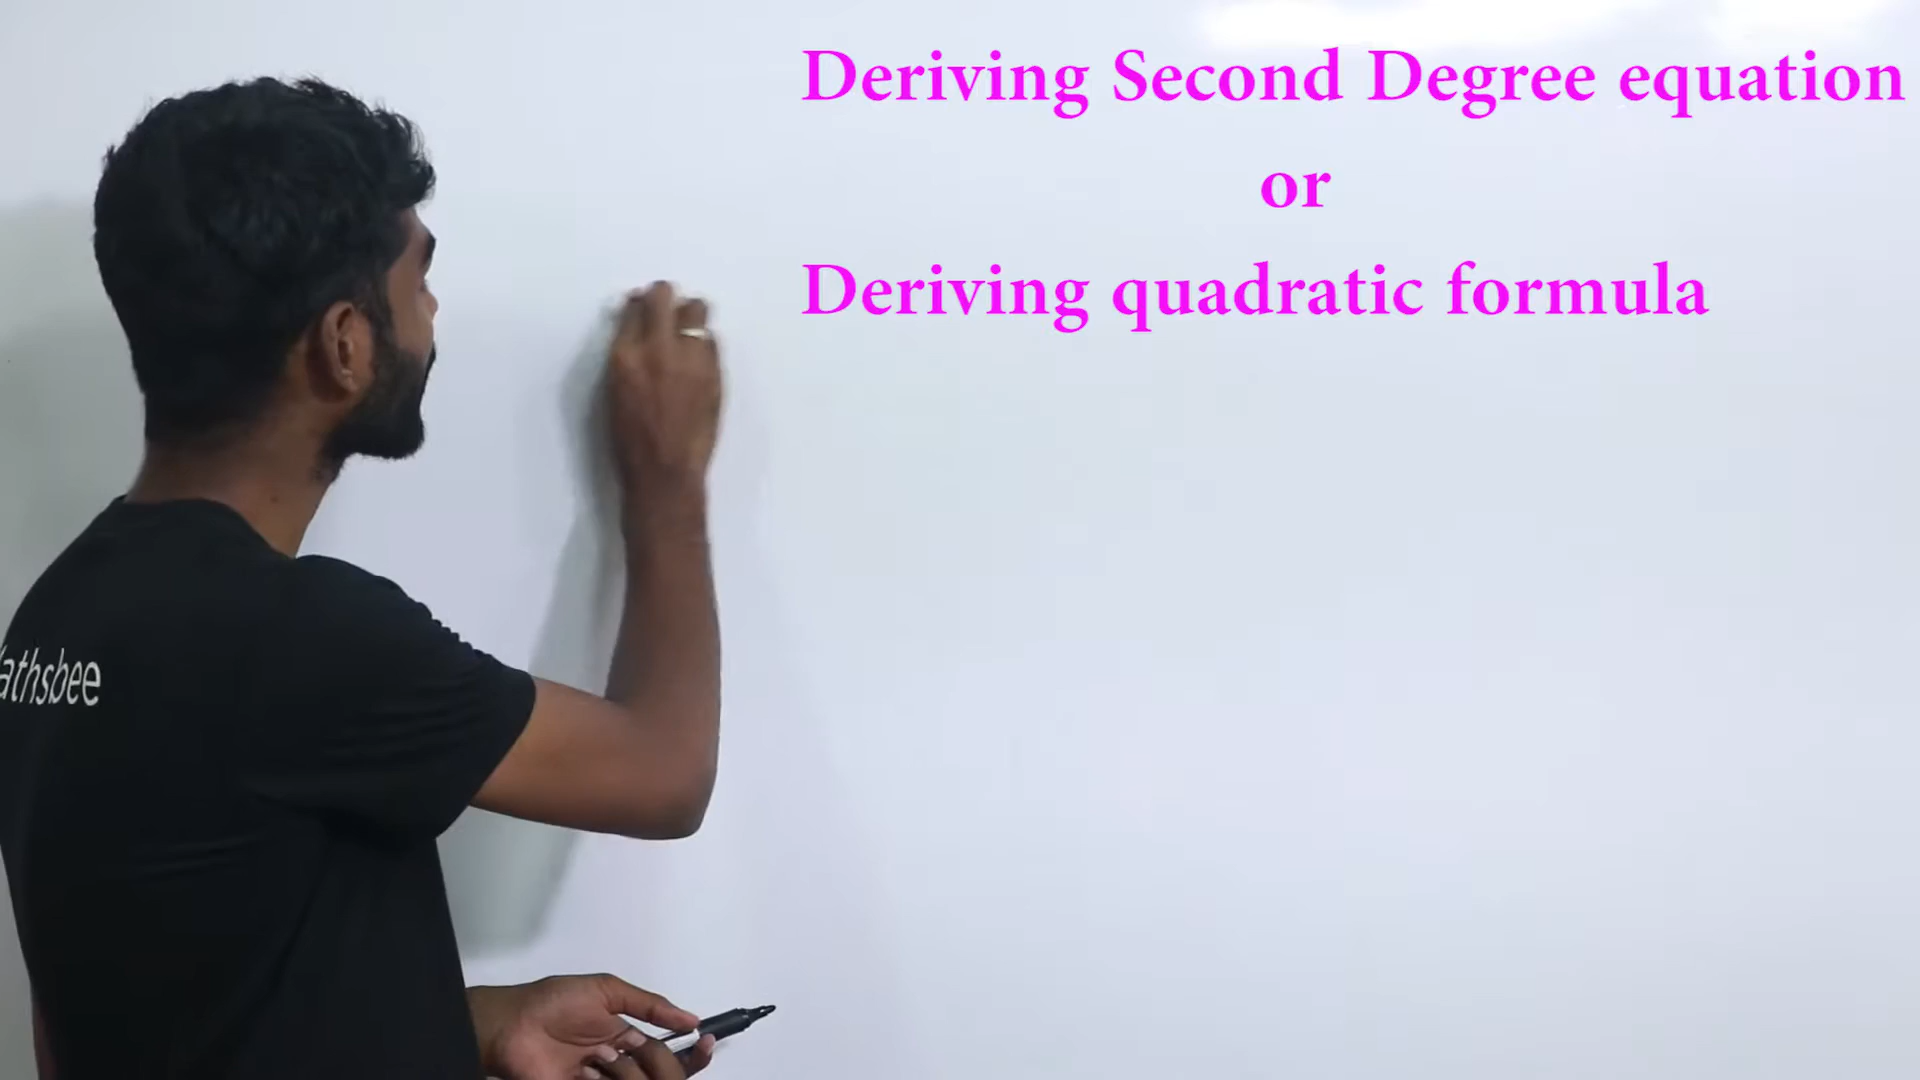 Deriving Second Degree equation
or
Deriving quadratic formula
athsbee